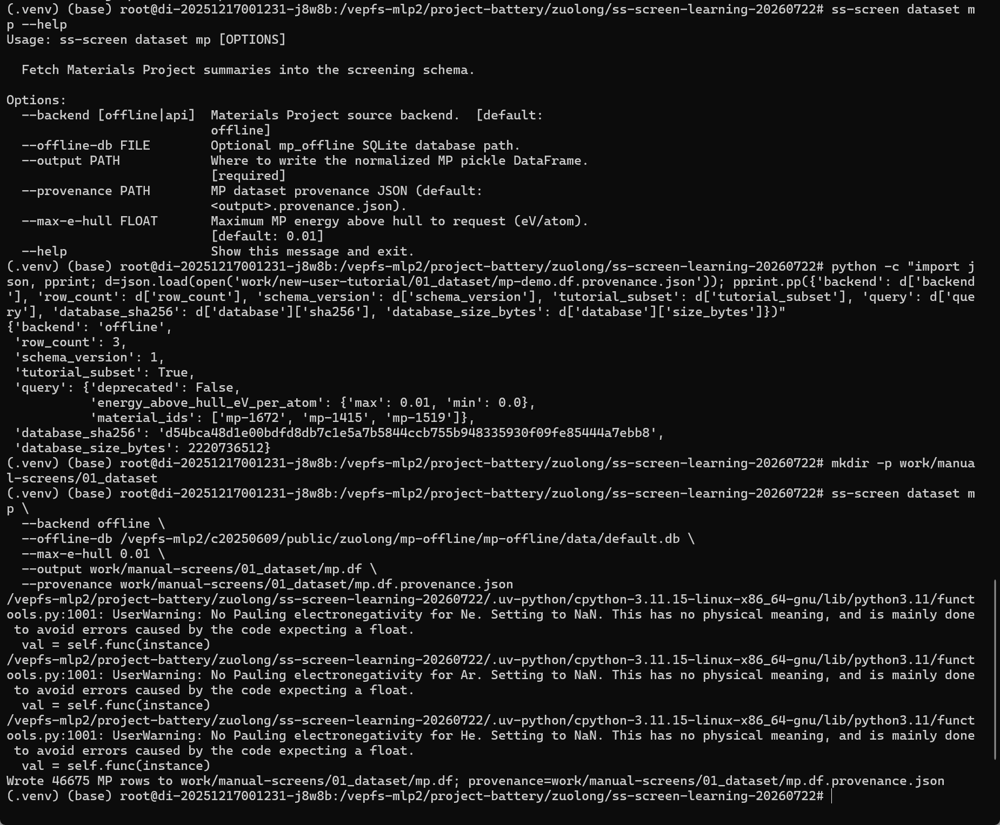 (.venv) (base) root@di-20251217001231-j8w8b:/vepfs-mlp2/project-battery/zuolong/ss-screen-learning-20260722# ss-screen dataset m
p --help
Usage: ss-screen dataset mp [OPTIONS]

  Fetch Materials Project summaries into the screening schema.

Options:
  --backend [offline|api]  Materials Project source backend.  [default:
                           offline]
  --offline-db FILE        Optional mp_offline SQLite database path.
  --output PATH            Where to write the normalized MP pickle DataFrame.
                           [required]
  --provenance PATH        MP dataset provenance JSON (default:
                           <output>.provenance.json).
  --max-e-hull FLOAT       Maximum MP energy above hull to request (eV/atom).
                           [default: 0.01]
  --help                   Show this message and exit.
(.venv) (base) root@di-20251217001231-j8w8b:/vepfs-mlp2/project-battery/zuolong/ss-screen-learning-20260722# python -c "import j
son, pprint; d=json.load(open('work/new-user-tutorial/01_dataset/mp-demo.df.provenance.json')); pprint.pp({'backend': d['backend
'], 'row_count': d['row_count'], 'schema_version': d['schema_version'], 'tutorial_subset': d['tutorial_subset'], 'query': d['que
ry'], 'database_sha256': d['database']['sha256'], 'database_size_bytes': d['database']['size_bytes']})"
{'backend': 'offline',
 'row_count': 3,
 'schema_version': 1,
 'tutorial_subset': True,
 'query': {'deprecated': False,
           'energy_above_hull_eV_per_atom': {'max': 0.01, 'min': 0.0},
           'material_ids': ['mp-1672', 'mp-1415', 'mp-1519']},
 'database_sha256': 'd54bca48d1e00bdfd8db7c1e5a7b5844ccb755b948335930f09fe85444a7ebb8',
 'database_size_bytes': 2220736512}
(.venv) (base) root@di-20251217001231-j8w8b:/vepfs-mlp2/project-battery/zuolong/ss-screen-learning-20260722# mkdir -p work/manua
l-screens/01_dataset
(.venv) (base) root@di-20251217001231-j8w8b:/vepfs-mlp2/project-battery/zuolong/ss-screen-learning-20260722# ss-screen dataset m
p \
  --backend offline \
  --offline-db /vepfs-mlp2/c20250609/public/zuolong/mp-offline/mp-offline/data/default.db \
  --max-e-hull 0.01 \
  --output work/manual-screens/01_dataset/mp.df \
  --provenance work/manual-screens/01_dataset/mp.df.provenance.json
/vepfs-mlp2/project-battery/zuolong/ss-screen-learning-20260722/.uv-python/cpython-3.11.15-linux-x86_64-gnu/lib/python3.11/funct
ools.py:1001: UserWarning: No Pauling electronegativity for Ne. Setting to NaN. This has no physical meaning, and is mainly done
 to avoid errors caused by the code expecting a float.
  val = self.func(instance)
/vepfs-mlp2/project-battery/zuolong/ss-screen-learning-20260722/.uv-python/cpython-3.11.15-linux-x86_64-gnu/lib/python3.11/funct
ools.py:1001: UserWarning: No Pauling electronegativity for Ar. Setting to NaN. This has no physical meaning, and is mainly done
 to avoid errors caused by the code expecting a float.
  val = self.func(instance)
/vepfs-mlp2/project-battery/zuolong/ss-screen-learning-20260722/.uv-python/cpython-3.11.15-linux-x86_64-gnu/lib/python3.11/funct
ools.py:1001: UserWarning: No Pauling electronegativity for He. Setting to NaN. This has no physical meaning, and is mainly done
 to avoid errors caused by the code expecting a float.
  val = self.func(instance)
Wrote 46675 MP rows to work/manual-screens/01_dataset/mp.df; provenance=work/manual-screens/01_dataset/mp.df.provenance.json
(.venv) (base) root@di-20251217001231-j8w8b:/vepfs-mlp2/project-battery/zuolong/ss-screen-learning-20260722#